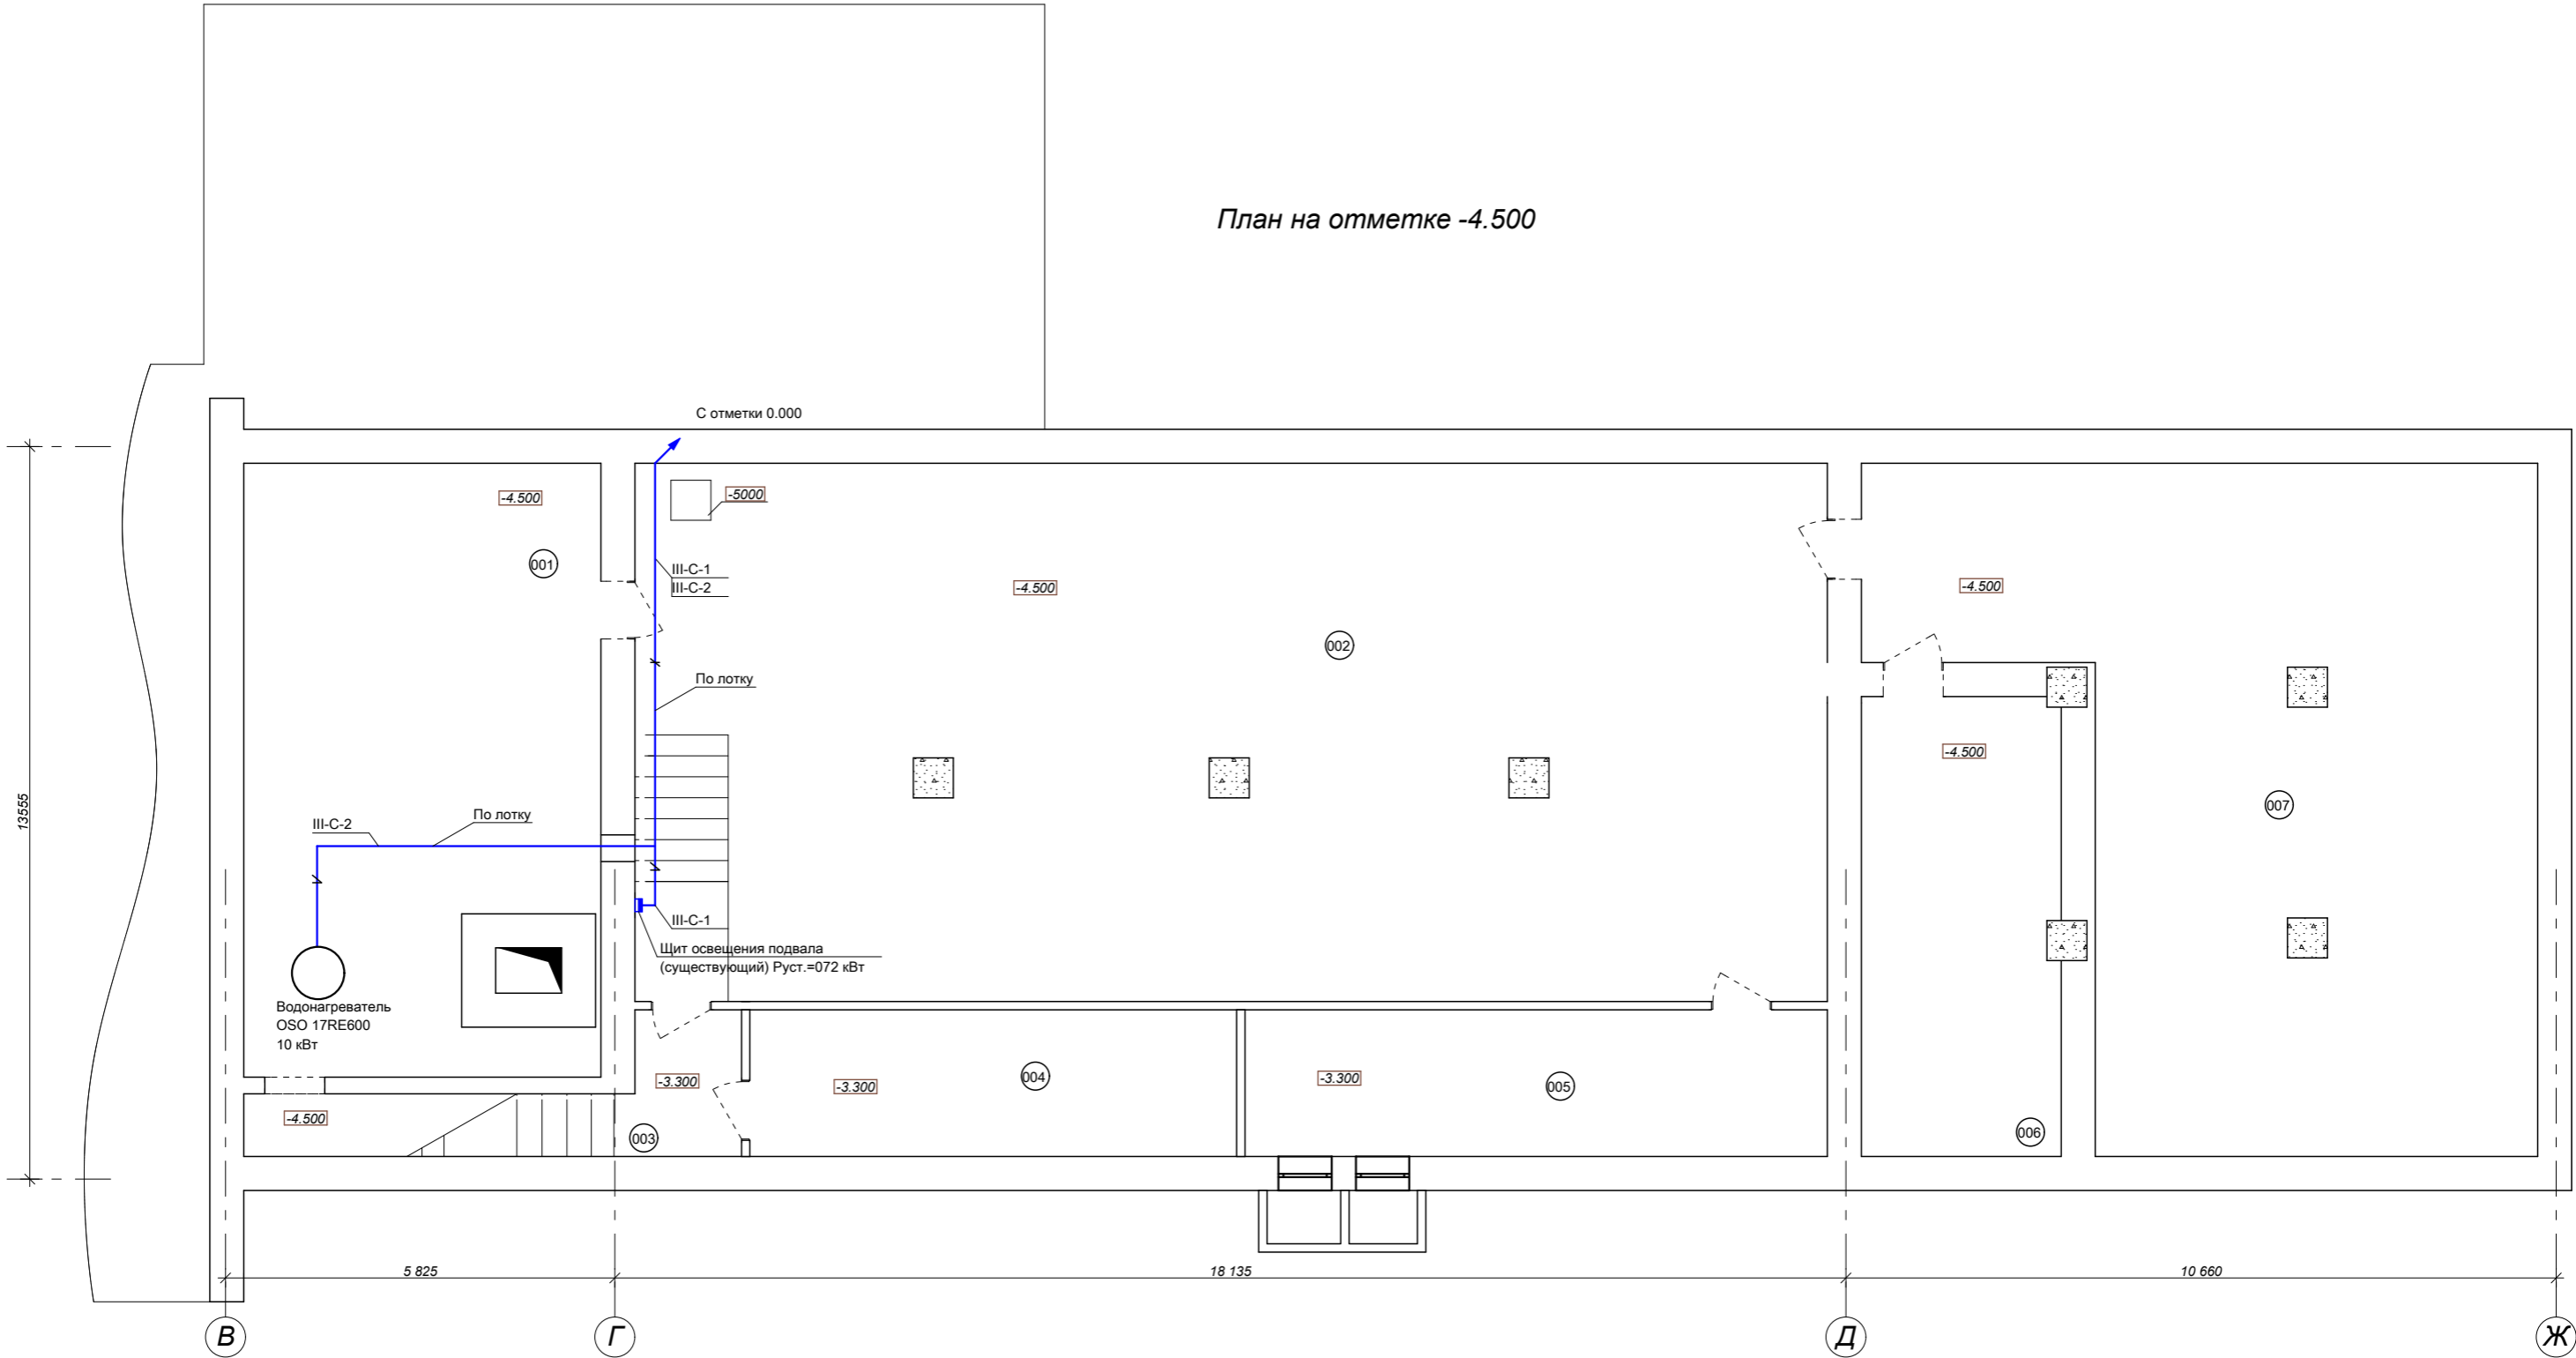 План на отметке -4.500
С отметки 0.000
-4.500
-5000
001
III-С-1
III-С-2
-4.500
-4.500
002
По лотку
-4.500
007
13555
III-С-2
По лотку
III-С-1
Щит освещения подвала
(существующий) Руст.=072 кВт
Водонагреватель
OSO 17RE600
10 кВт
-3.300
-3.300
004
-3.300
005
-4.500
003
006
5 825
18 135
10 660
В
Г
Д
Ж